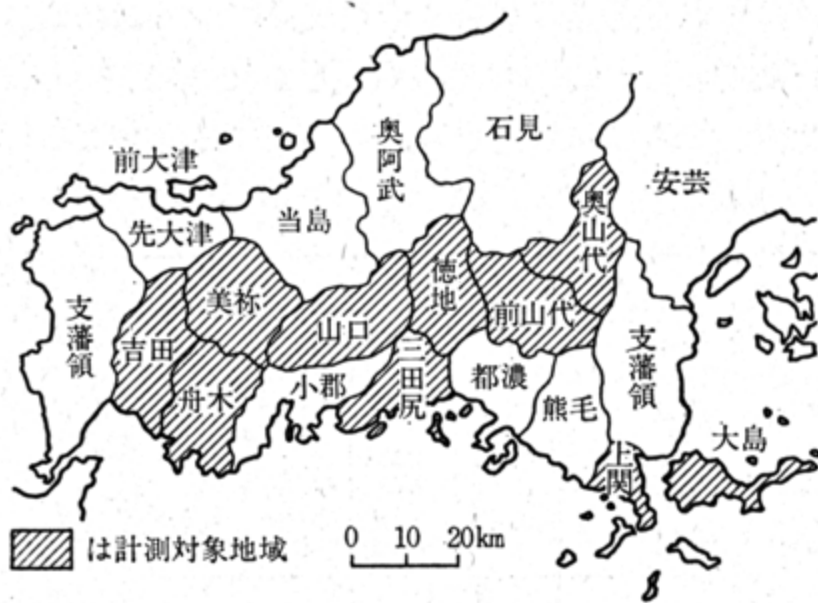 前大津
先大津
当島
奥阿武
石見
安芸
奥山代
支藩領
吉田
美祢
舟木
山口
小郡
徳地
三田尻
前山代
都濃
熊毛
支藩領
上関
大島
は計測対象地域
0 10 20km